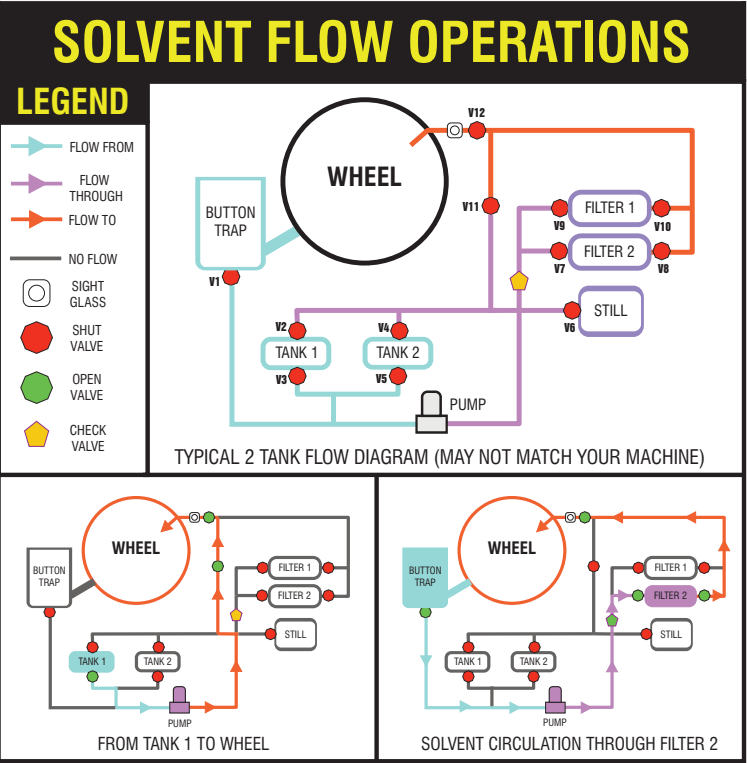 SOLVENT FLOW OPERATIONS
LEGEND
FLOW FROM
FLOW
THROUGH
FLOW TO
NO FLOW
SIGHT
GLASS
SHUT
VALVE
OPEN
VALVE
CHECK
VALVE
V12
WHEEL
BUTTON
TRAP
V11
FILTER 1
V9
V10
FILTER 2
V7
V8
V1
STILL
V6
V2
V4
TANK 1
TANK 2
V3
V5
PUMP
TYPICAL 2 TANK FLOW DIAGRAM (MAY NOT MATCH YOUR MACHINE)
WHEEL
BUTTON
TRAP
FILTER 1
FILTER 2
STILL
TANK 1
TANK 2
PUMP
FROM TANK 1 TO WHEEL
WHEEL
BUTTON
TRAP
FILTER 1
FILTER 2
STILL
TANK 1
TANK 2
PUMP
SOLVENT CIRCULATION THROUGH FILTER 2